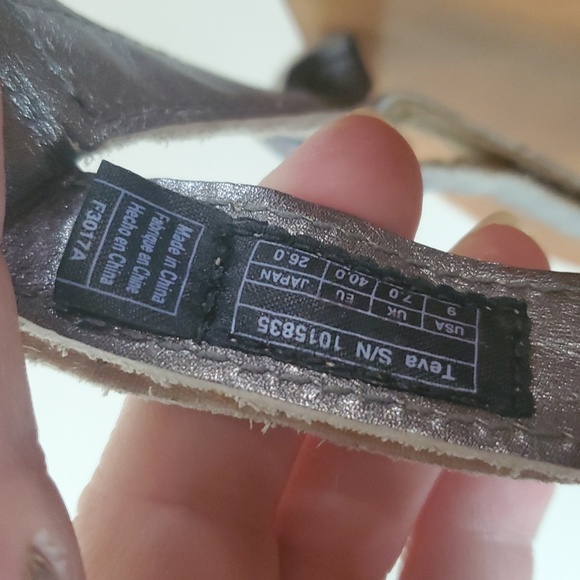 Teva S/N 1015835
USA UK EU JAPAN
9 7.0 40.0 26.0
Made in China
Fabriqué en Chine
Hecho en China
F3017A